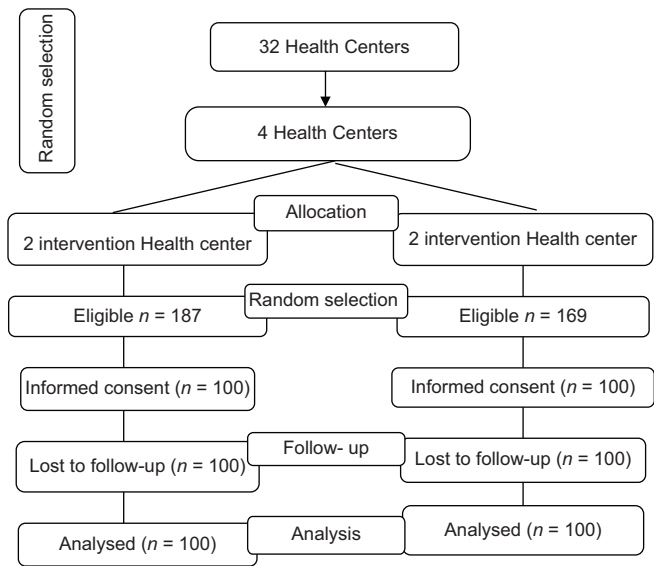 Random selection
32 Health Centers
4 Health Centers
Allocation
2 intervention Health center
2 intervention Health center
Random selection
Eligible n = 187
Eligible n = 169
Informed consent (n = 100)
Informed consent (n = 100)
Follow- up
Lost to follow-up (n = 100)
Lost to follow-up (n = 100)
Analysis
Analysed (n = 100)
Analysed (n = 100)